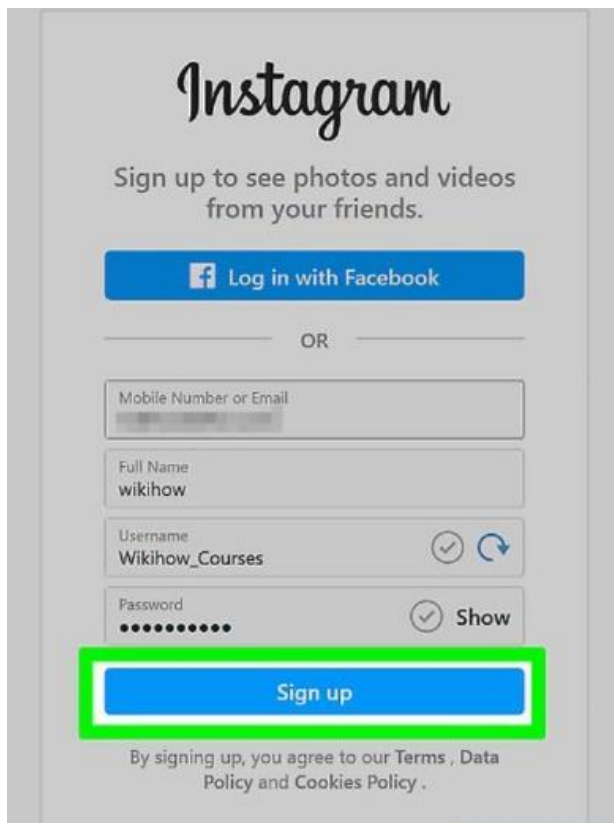 Instagram
Sign up to see photos and videos
from your friends.
f Log in with Facebook
OR
Mobile Number or Email
Full Name
wikihow
Username
Wikihow_Courses
Password
Show
Sign up
By signing up, you agree to our Terms , Data
Policy and Cookies Policy .